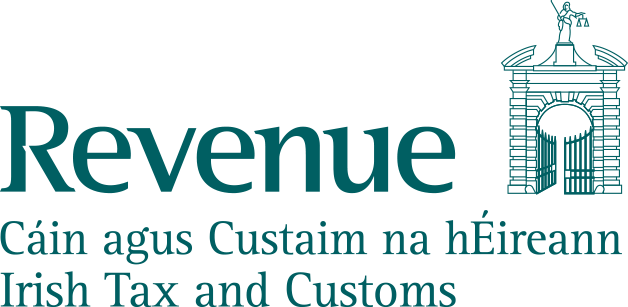 Revenue
Cáin agus Custaim na hÉireann
Irish Tax and Customs